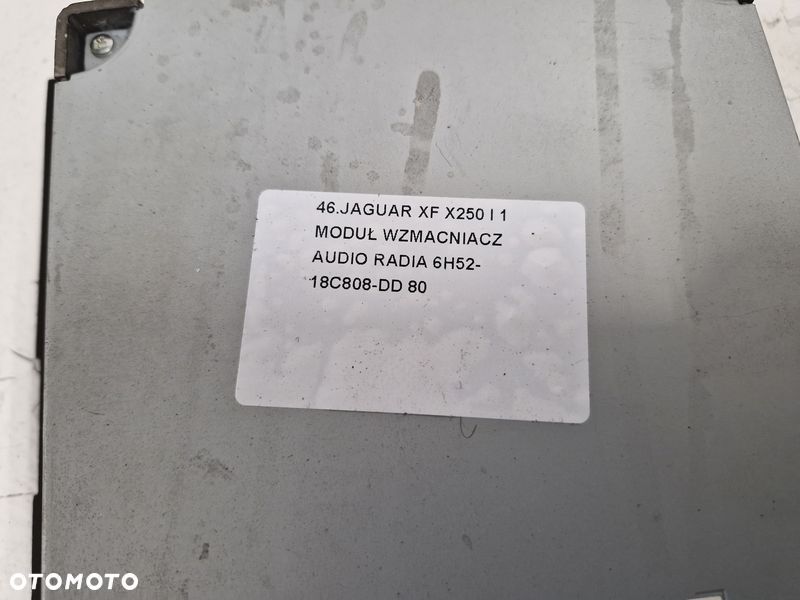 46.JAGUAR XF X250 I 1
MODUŁ WZMACNIACZ
AUDIO RADIA 6H52-
18C808-DD 80
OTOMOTO